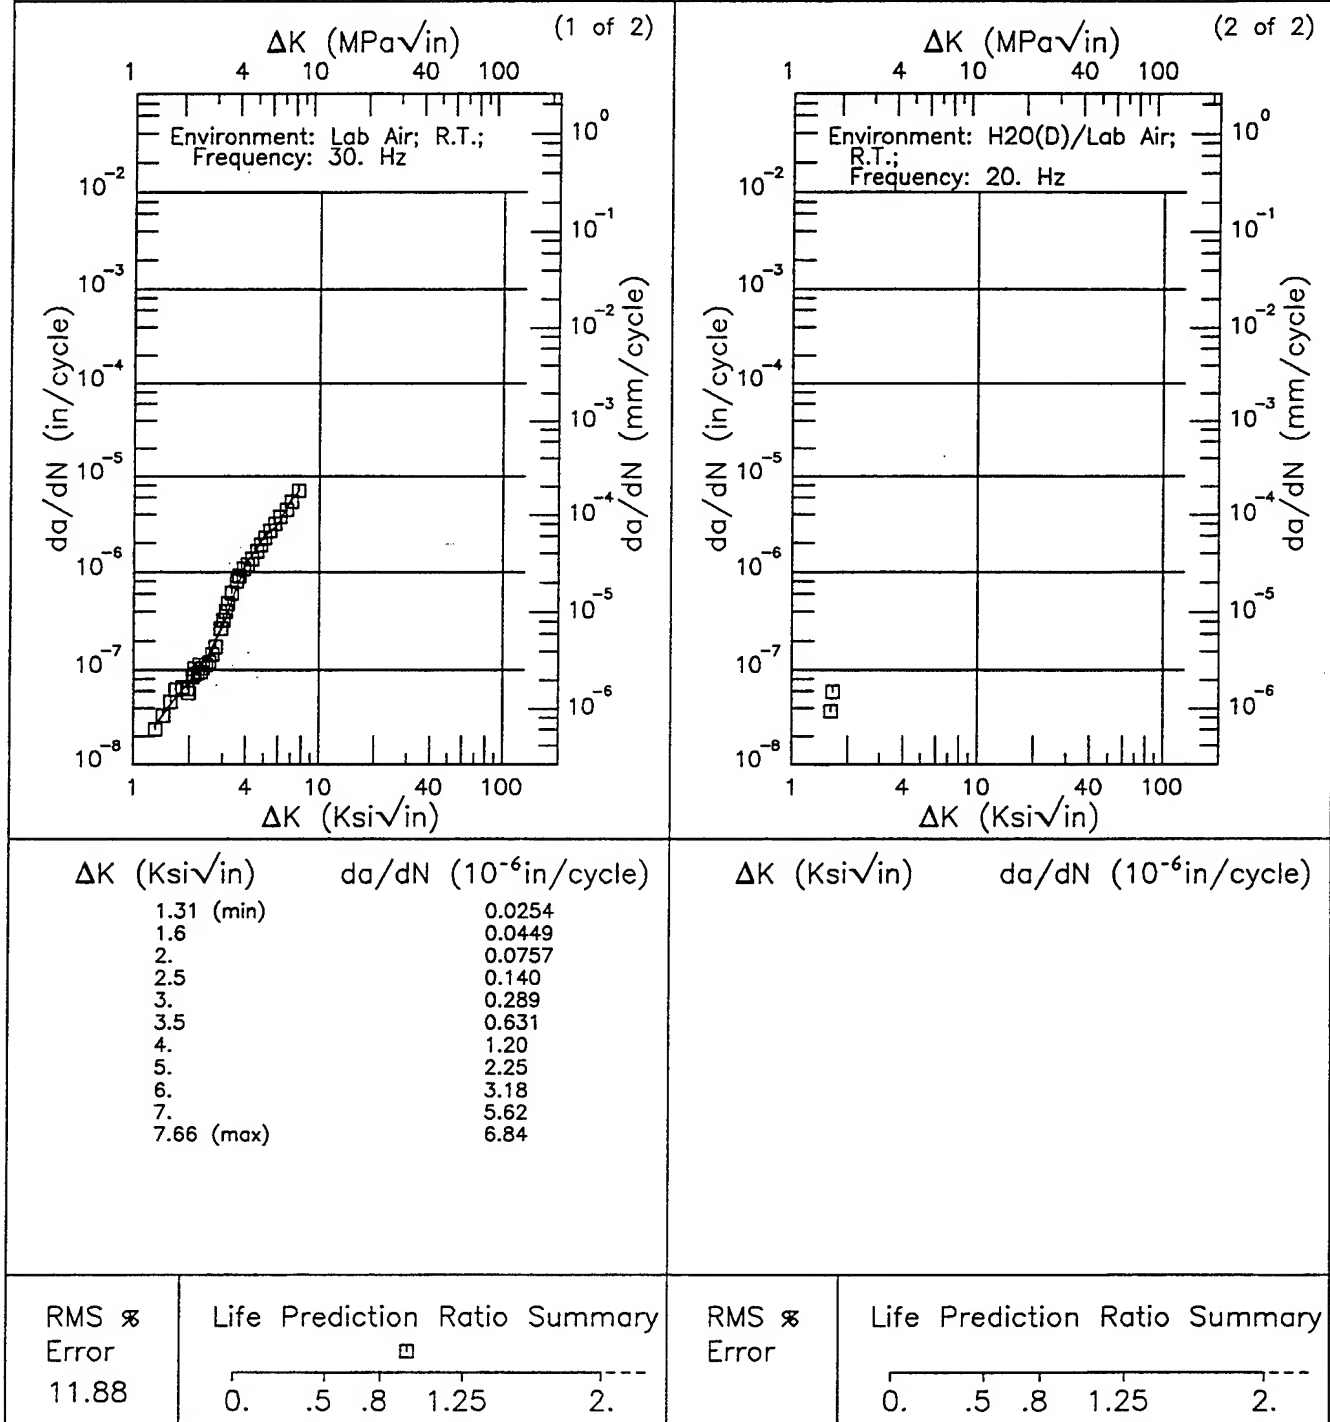 (1 of 2)
ΔK (MPa√in)
1 4 10 40 100
Environment: Lab Air; R.T.;
Frequency: 30. Hz
da/dN (in/cycle)
10⁻²
10⁻³
10⁻⁴
10⁻⁵
10⁻⁶
10⁻⁷
10⁻⁸
10⁰
10⁻¹
10⁻²
10⁻³
10⁻⁴
10⁻⁵
10⁻⁶
da/dN (mm/cycle)
1 4 10 40 100
ΔK (Ksi√in)
(2 of 2)
ΔK (MPa√in)
1 4 10 40 100
Environment: H2O(D)/Lab Air;
R.T.;
Frequency: 20. Hz
da/dN (in/cycle)
10⁻²
10⁻³
10⁻⁴
10⁻⁵
10⁻⁶
10⁻⁷
10⁻⁸
10⁰
10⁻¹
10⁻²
10⁻³
10⁻⁴
10⁻⁵
10⁻⁶
da/dN (mm/cycle)
1 4 10 40 100
ΔK (Ksi√in)
ΔK (Ksi√in) da/dN (10⁻⁶in/cycle)
1.31 (min) 0.0254
1.6 0.0449
2. 0.0757
2.5 0.140
3. 0.289
3.5 0.631
4. 1.20
5. 2.25
6. 3.18
7. 5.62
7.66 (max) 6.84
ΔK (Ksi√in) da/dN (10⁻⁶in/cycle)
RMS %
Error
11.88
Life Prediction Ratio Summary
0. .5 .8 1.25 2.
RMS %
Error
Life Prediction Ratio Summary
0. .5 .8 1.25 2.